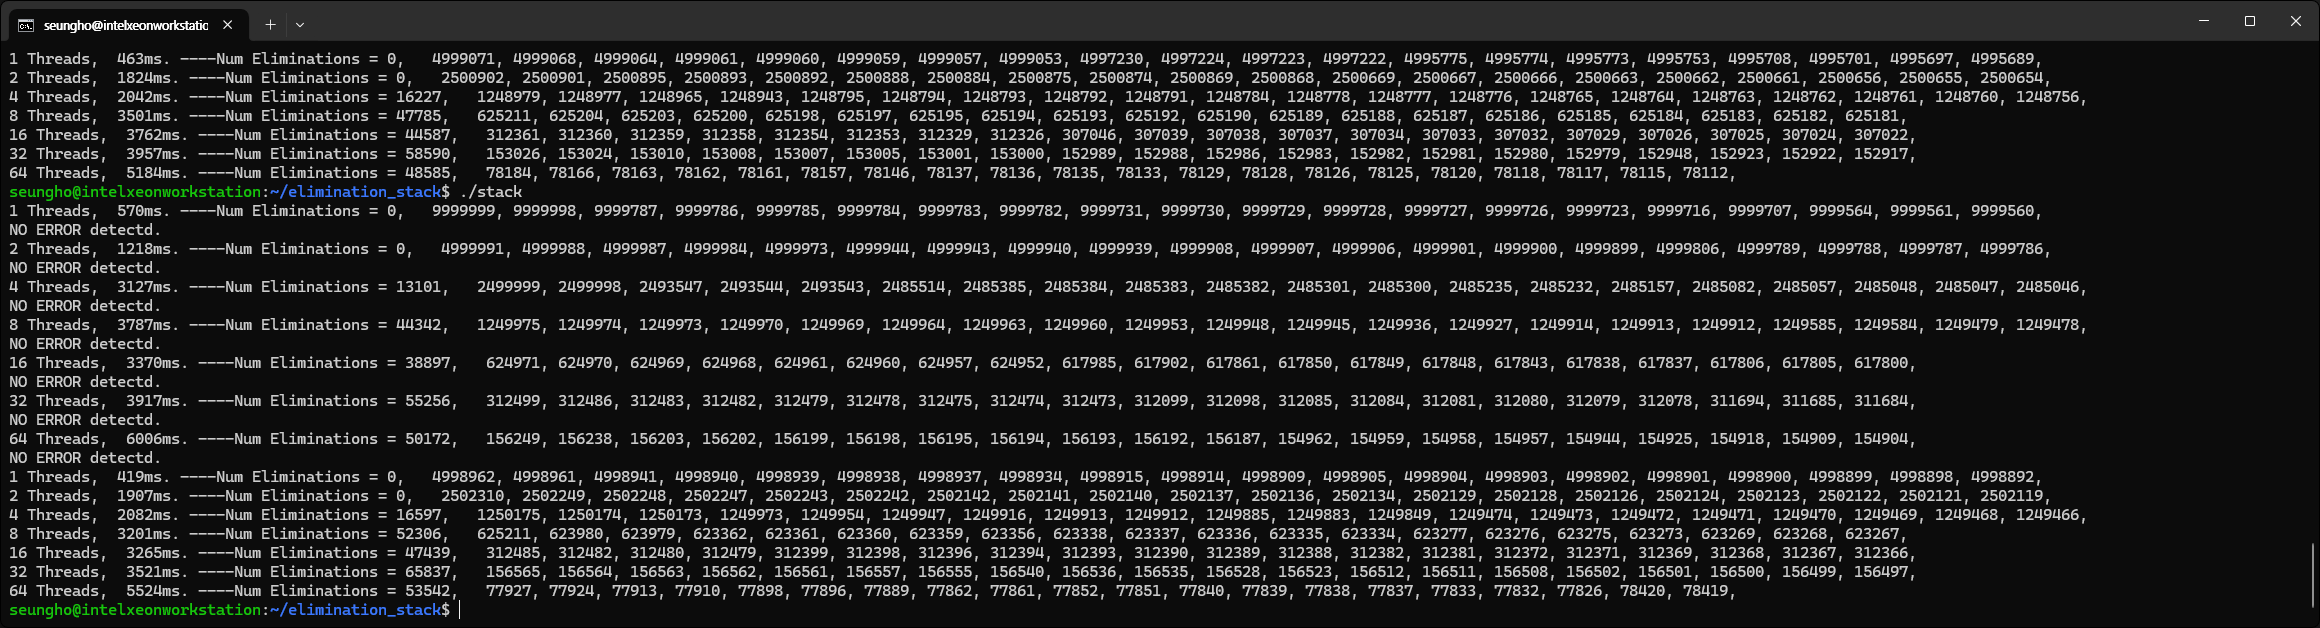 seungho@intelxeonworkstatic
1 Threads,  463ms. ----Num Eliminations = 0,   4999071, 4999068, 4999064, 4999061, 4999060, 4999059, 4999057, 4999053, 4997230, 4997224, 4997223, 4997222, 4995775, 4995774, 4995773, 4995753, 4995708, 4995701, 4995697, 4995689,
2 Threads,  1824ms. ----Num Eliminations = 0,   2500902, 2500901, 2500895, 2500893, 2500892, 2500888, 2500884, 2500875, 2500874, 2500869, 2500868, 2500669, 2500667, 2500666, 2500663, 2500662, 2500661, 2500656, 2500655, 2500654,
4 Threads,  2042ms. ----Num Eliminations = 16227,   1248979, 1248977, 1248965, 1248943, 1248795, 1248794, 1248793, 1248792, 1248791, 1248784, 1248778, 1248777, 1248776, 1248765, 1248764, 1248763, 1248762, 1248761, 1248760, 1248756,
8 Threads,  3501ms. ----Num Eliminations = 47785,   625211, 625204, 625203, 625200, 625198, 625197, 625195, 625194, 625193, 625192, 625190, 625189, 625188, 625187, 625186, 625185, 625184, 625183, 625182, 625181,
16 Threads,  3762ms. ----Num Eliminations = 44587,   312361, 312360, 312359, 312358, 312354, 312353, 312329, 312326, 307046, 307039, 307038, 307037, 307034, 307033, 307032, 307029, 307026, 307025, 307024, 307022,
32 Threads,  3957ms. ----Num Eliminations = 58590,   153026, 153024, 153010, 153008, 153007, 153005, 153001, 153000, 152989, 152988, 152986, 152983, 152982, 152981, 152980, 152979, 152948, 152923, 152922, 152917,
64 Threads,  5184ms. ----Num Eliminations = 48585,   78184, 78166, 78163, 78162, 78161, 78157, 78146, 78137, 78136, 78135, 78133, 78129, 78128, 78126, 78125, 78120, 78118, 78117, 78115, 78112,
seungho@intelxeonworkstation:~/elimination_stack$ ./stack
1 Threads,  570ms. ----Num Eliminations = 0,   9999999, 9999998, 9999787, 9999786, 9999785, 9999784, 9999783, 9999782, 9999731, 9999730, 9999729, 9999728, 9999727, 9999726, 9999723, 9999716, 9999707, 9999564, 9999561, 9999560,
NO ERROR detectd.
2 Threads,  1218ms. ----Num Eliminations = 0,   4999991, 4999988, 4999987, 4999984, 4999973, 4999944, 4999943, 4999940, 4999939, 4999908, 4999907, 4999906, 4999901, 4999900, 4999899, 4999806, 4999789, 4999788, 4999787, 4999786,
NO ERROR detectd.
4 Threads,  3127ms. ----Num Eliminations = 13101,   2499999, 2499998, 2493547, 2493544, 2493543, 2485514, 2485385, 2485384, 2485383, 2485382, 2485301, 2485300, 2485235, 2485232, 2485157, 2485082, 2485057, 2485048, 2485047, 2485046,
NO ERROR detectd.
8 Threads,  3787ms. ----Num Eliminations = 44342,   1249975, 1249974, 1249973, 1249970, 1249969, 1249964, 1249963, 1249960, 1249953, 1249948, 1249945, 1249936, 1249927, 1249914, 1249913, 1249912, 1249585, 1249584, 1249479, 1249478,
NO ERROR detectd.
16 Threads,  3370ms. ----Num Eliminations = 38897,   624971, 624970, 624969, 624968, 624961, 624960, 624957, 624952, 617985, 617902, 617861, 617850, 617849, 617848, 617843, 617838, 617837, 617806, 617805, 617800,
NO ERROR detectd.
32 Threads,  3917ms. ----Num Eliminations = 55256,   312499, 312486, 312483, 312482, 312479, 312478, 312475, 312474, 312473, 312099, 312098, 312085, 312084, 312081, 312080, 312079, 312078, 311694, 311685, 311684,
NO ERROR detectd.
64 Threads,  6006ms. ----Num Eliminations = 50172,   156249, 156238, 156203, 156202, 156199, 156198, 156195, 156194, 156193, 156192, 156187, 154962, 154959, 154958, 154957, 154944, 154925, 154918, 154909, 154904,
NO ERROR detectd.
1 Threads,  419ms. ----Num Eliminations = 0,   4998962, 4998961, 4998941, 4998940, 4998939, 4998938, 4998937, 4998934, 4998915, 4998914, 4998909, 4998905, 4998904, 4998903, 4998902, 4998901, 4998900, 4998899, 4998898, 4998892,
2 Threads,  1907ms. ----Num Eliminations = 0,   2502310, 2502249, 2502248, 2502247, 2502243, 2502242, 2502142, 2502141, 2502140, 2502137, 2502136, 2502134, 2502129, 2502128, 2502126, 2502124, 2502123, 2502122, 2502121, 2502119,
4 Threads,  2082ms. ----Num Eliminations = 16597,   1250175, 1250174, 1250173, 1249973, 1249954, 1249947, 1249916, 1249913, 1249912, 1249885, 1249883, 1249849, 1249474, 1249473, 1249472, 1249471, 1249470, 1249469, 1249468, 1249466,
8 Threads,  3201ms. ----Num Eliminations = 52306,   625211, 623980, 623979, 623362, 623361, 623360, 623359, 623356, 623338, 623337, 623336, 623335, 623334, 623277, 623276, 623275, 623273, 623269, 623268, 623267,
16 Threads,  3265ms. ----Num Eliminations = 47439,   312485, 312482, 312480, 312479, 312399, 312398, 312396, 312394, 312393, 312390, 312389, 312388, 312382, 312381, 312372, 312371, 312369, 312368, 312367, 312366,
32 Threads,  3521ms. ----Num Eliminations = 65837,   156565, 156564, 156563, 156562, 156561, 156557, 156555, 156540, 156536, 156535, 156528, 156523, 156512, 156511, 156508, 156502, 156501, 156500, 156499, 156497,
64 Threads,  5524ms. ----Num Eliminations = 53542,   77927, 77924, 77913, 77910, 77898, 77896, 77889, 77862, 77861, 77852, 77851, 77840, 77839, 77838, 77837, 77833, 77832, 77826, 78420, 78419,
seungho@intelxeonworkstation:~/elimination_stack$